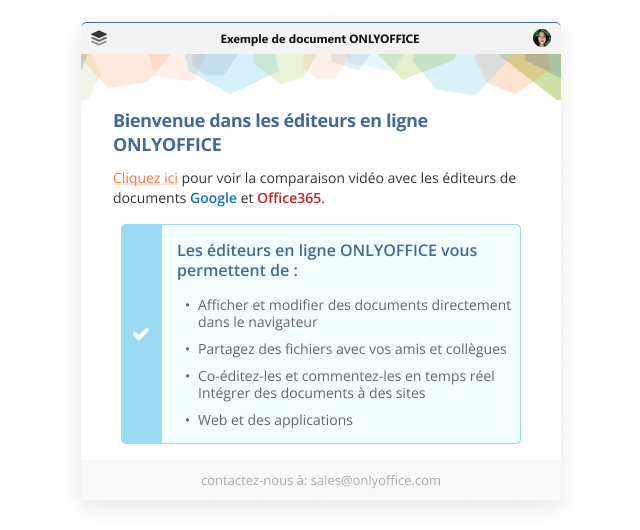 Exemple de document ONLYOFFICE
Bienvenue dans les éditeurs en ligne
ONLYOFFICE
Cliquez ici pour voir la comparaison vidéo avec les éditeurs de
documents Google et Office365.
Les éditeurs en ligne ONLYOFFICE vous
permettent de :
• Afficher et modifier des documents directement
dans le navigateur
• Partagez des fichiers avec vos amis et collègues
• Co-éditez-les et commentez-les en temps réel
Intégrer des documents à des sites
• Web et des applications
contactez-nous à: sales@onlyoffice.com